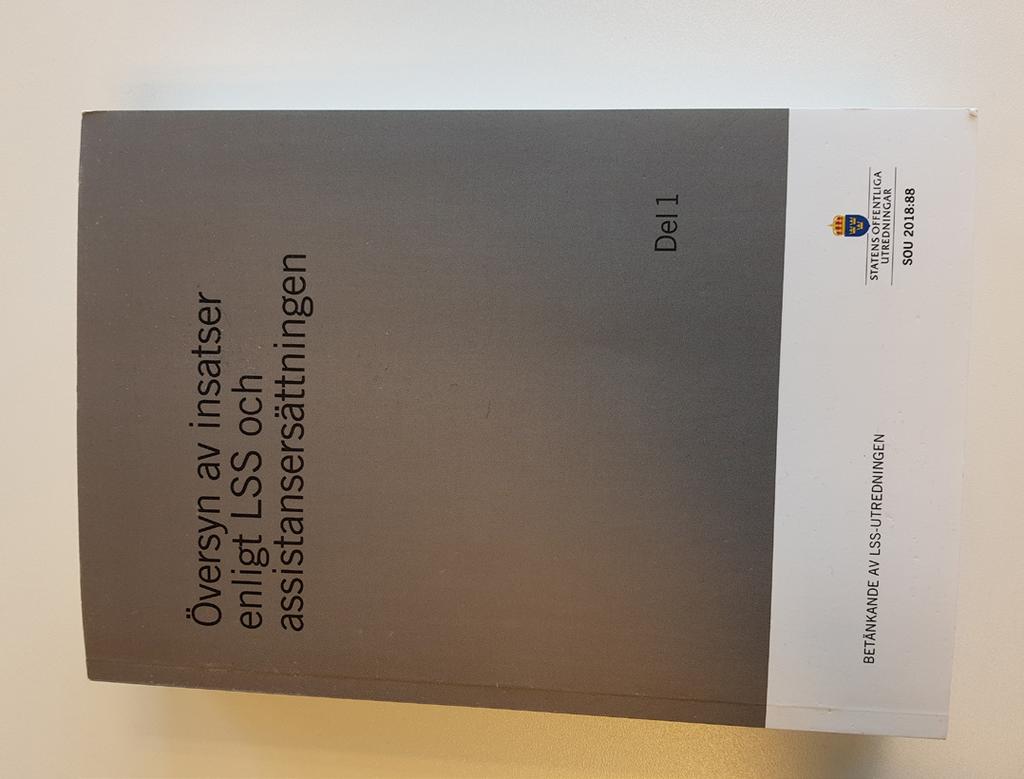 Översyn av insatser
enligt LSS och
assistansersättningen
Del 1
BETÄNKANDE AV LSS-UTREDNINGEN
STATENS OFFENTLIGA
UTREDNINGAR
SOU 2018:88